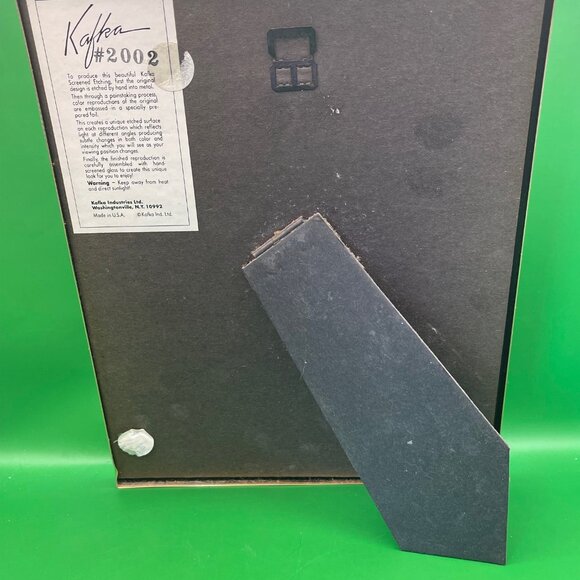 Kafka
#2002
To produce this beautiful Kafka
Screened Etching, first the original
design is etched by hand into metal.
Then through a painstaking process,
color reproductions of the original
are embossed in a specially pre-
pared foil.
This creates a unique etched surface
on each reproduction which reflects
light at different angles producing
subtle changes in both color and
intensity which you will see as your
viewing position changes.
Finally, the finished reproduction is
carefully assembled with hand-
screened glass to create this unique
look for you to enjoy!
Warning – Keep away from heat
and direct sunlight!
Kafka Industries Ltd.
Washingtonville, N.Y. 10992
Made in U.S.A. ©Kafka Ind. Ltd.